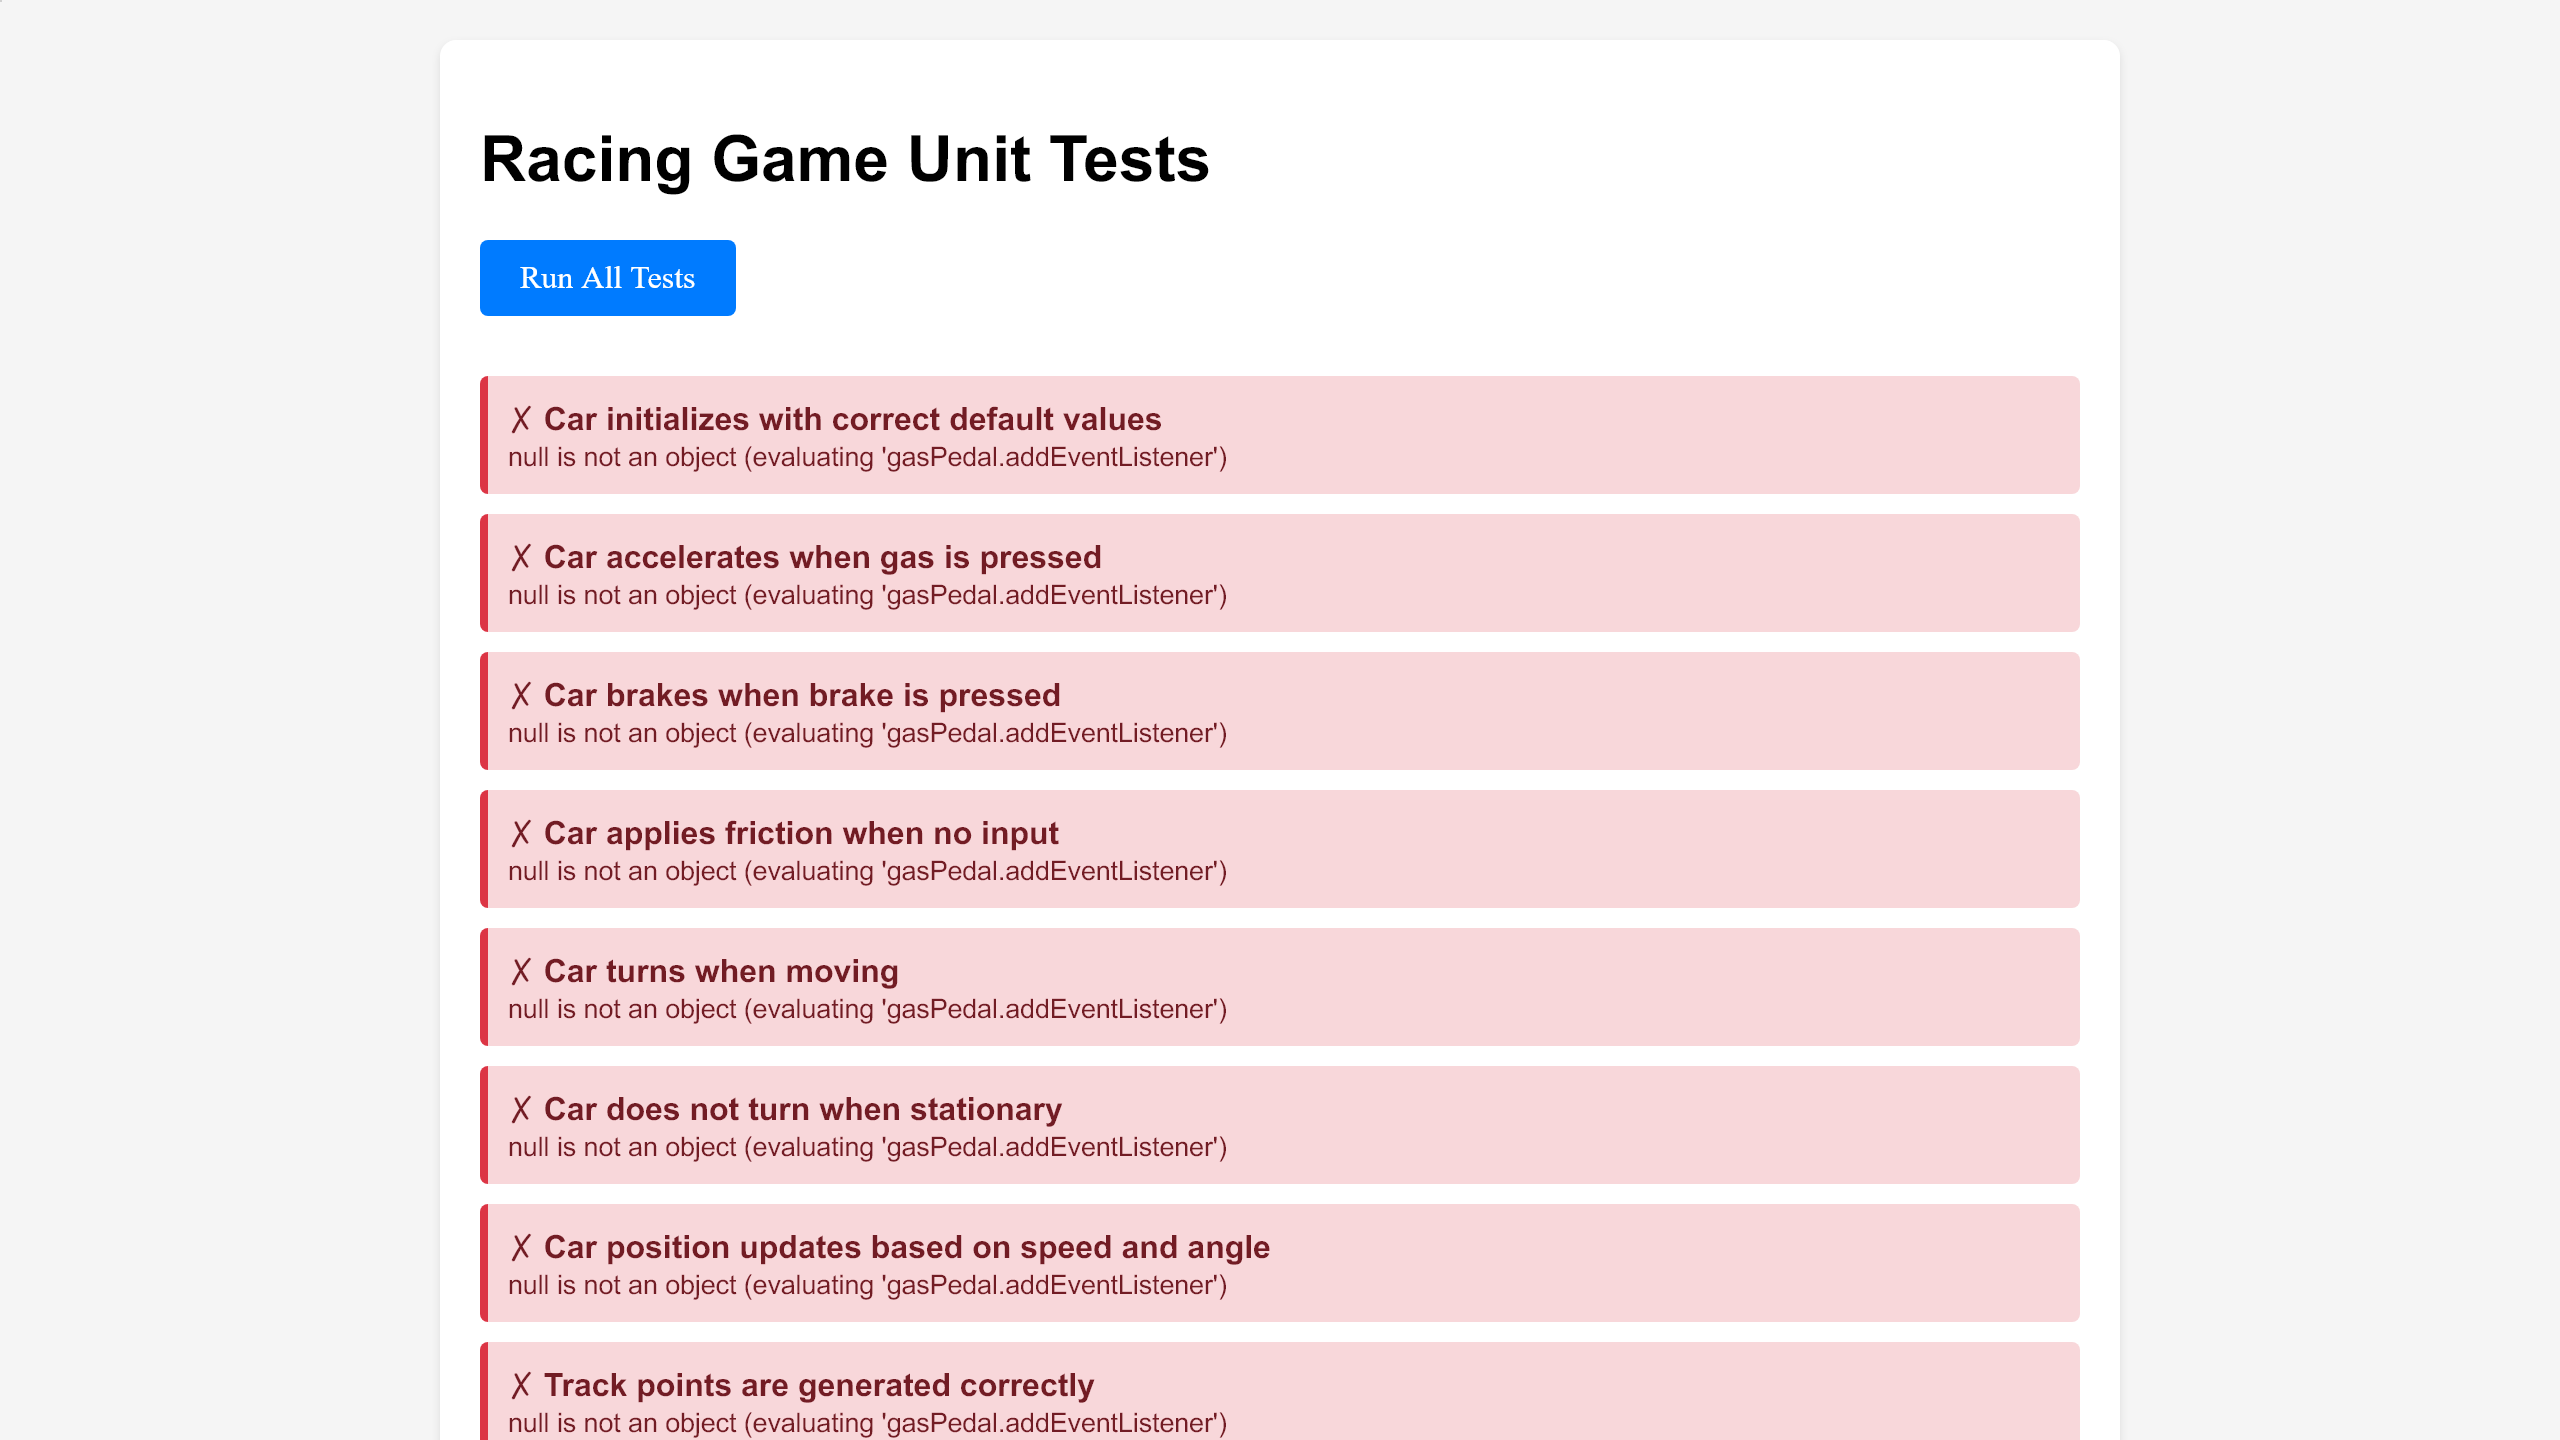 Racing Game Unit Tests
Run All Tests
✗ Car initializes with correct default values
null is not an object (evaluating 'gasPedal.addEventListener')
✗ Car accelerates when gas is pressed
null is not an object (evaluating 'gasPedal.addEventListener')
✗ Car brakes when brake is pressed
null is not an object (evaluating 'gasPedal.addEventListener')
✗ Car applies friction when no input
null is not an object (evaluating 'gasPedal.addEventListener')
✗ Car turns when moving
null is not an object (evaluating 'gasPedal.addEventListener')
✗ Car does not turn when stationary
null is not an object (evaluating 'gasPedal.addEventListener')
✗ Car position updates based on speed and angle
null is not an object (evaluating 'gasPedal.addEventListener')
✗ Track points are generated correctly
null is not an object (evaluating 'gasPedal.addEventListener')